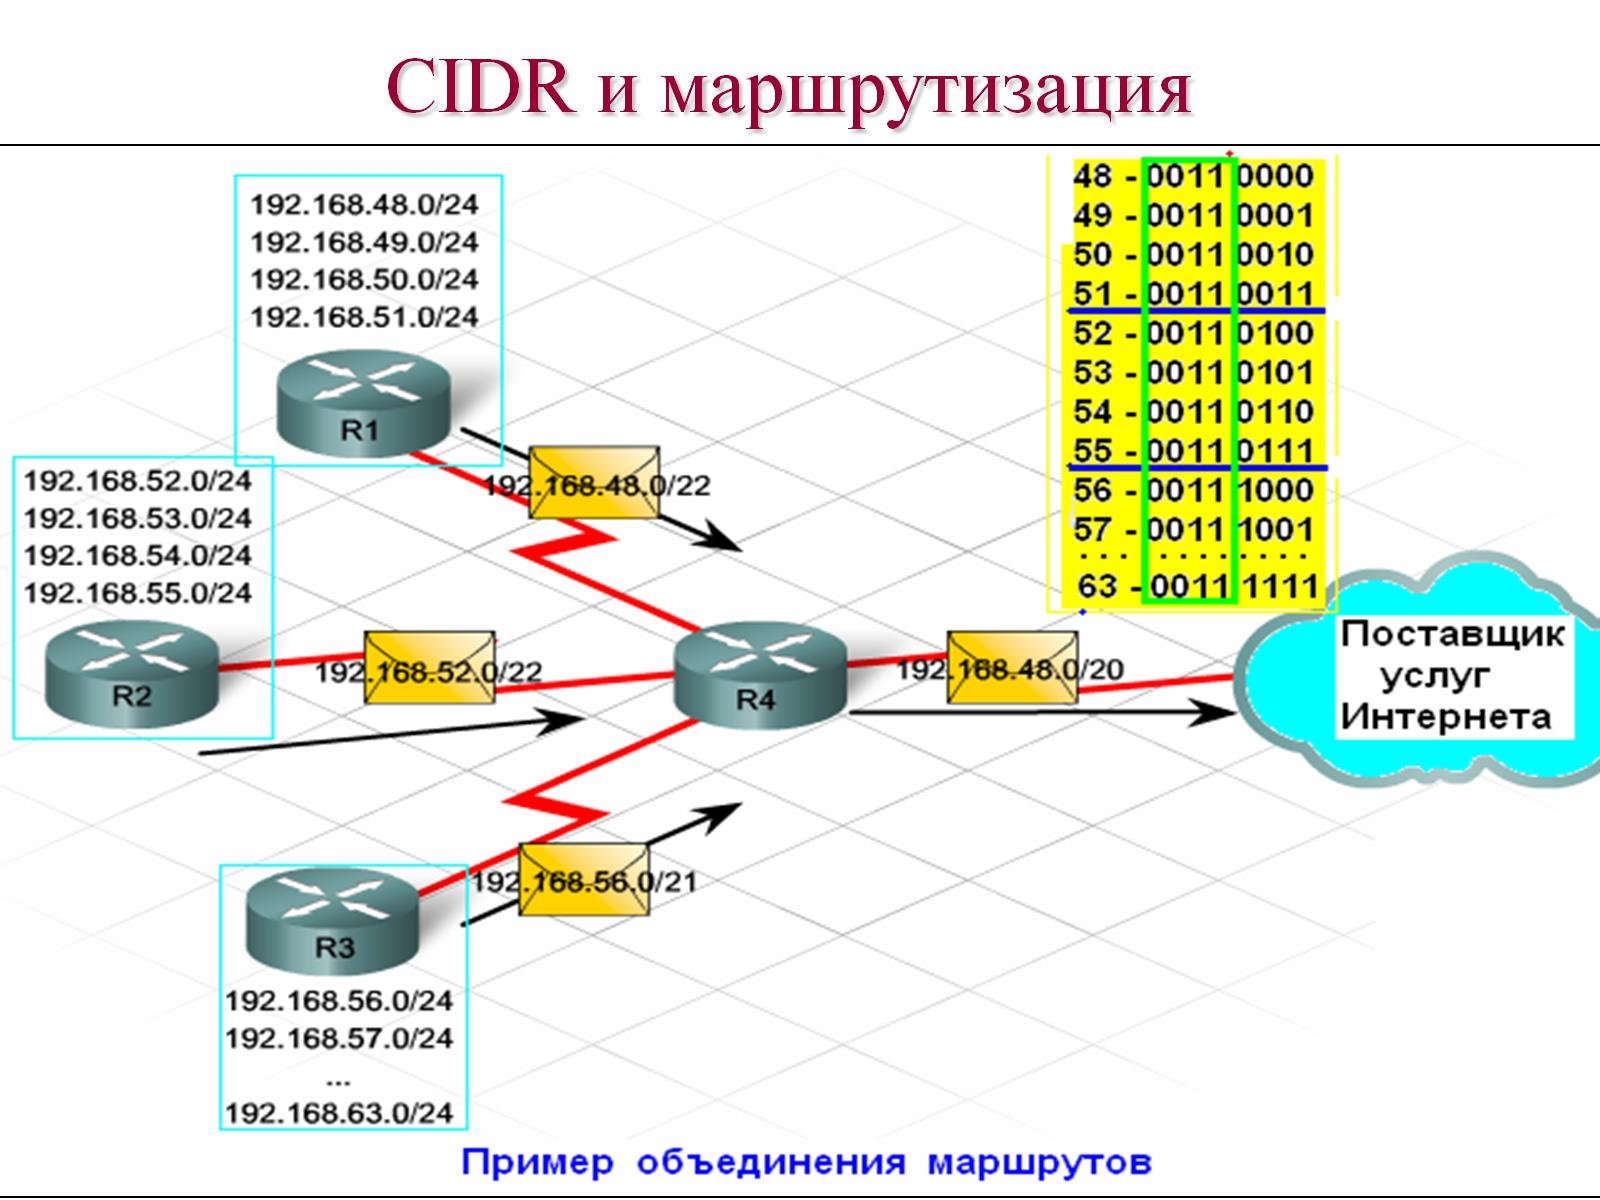 CIDR и маршрутизация
192.168.48.0/24
192.168.49.0/24
192.168.50.0/24
192.168.51.0/24
R1
48 - 0011 0000
49 - 0011 0001
50 - 0011 0010
51 - 0011 0011
52 - 0011 0100
53 - 0011 0101
54 - 0011 0110
55 - 0011 0111
56 - 0011 1000
57 - 0011 1001
. . . . . . . . . . .
63 - 0011 1111
192.168.52.0/24
192.168.53.0/24
192.168.54.0/24
192.168.55.0/24
R2
192.168.48.0/22
192.168.52.0/22
R4
192.168.48.0/20
Поставщик
услуг
Интернета
192.168.56.0/21
R3
192.168.56.0/24
192.168.57.0/24
...
192.168.63.0/24
Пример объединения маршрутов